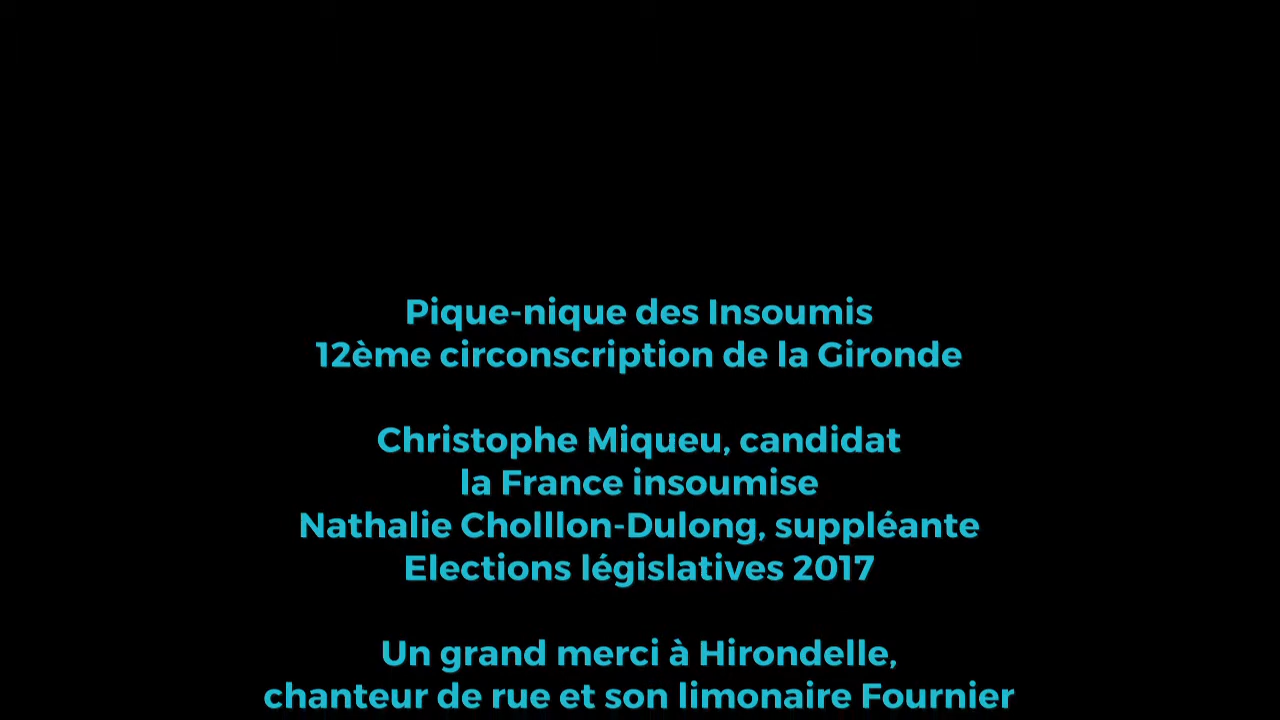 Pique-nique des Insoumis
12ème circonscription de la Gironde
Christophe Miqueu, candidat
la France insoumise
Nathalie Cholllon-Dulong, suppléante
Elections législatives 2017
Un grand merci à Hirondelle,
chanteur de rue et son limonaire Fournier